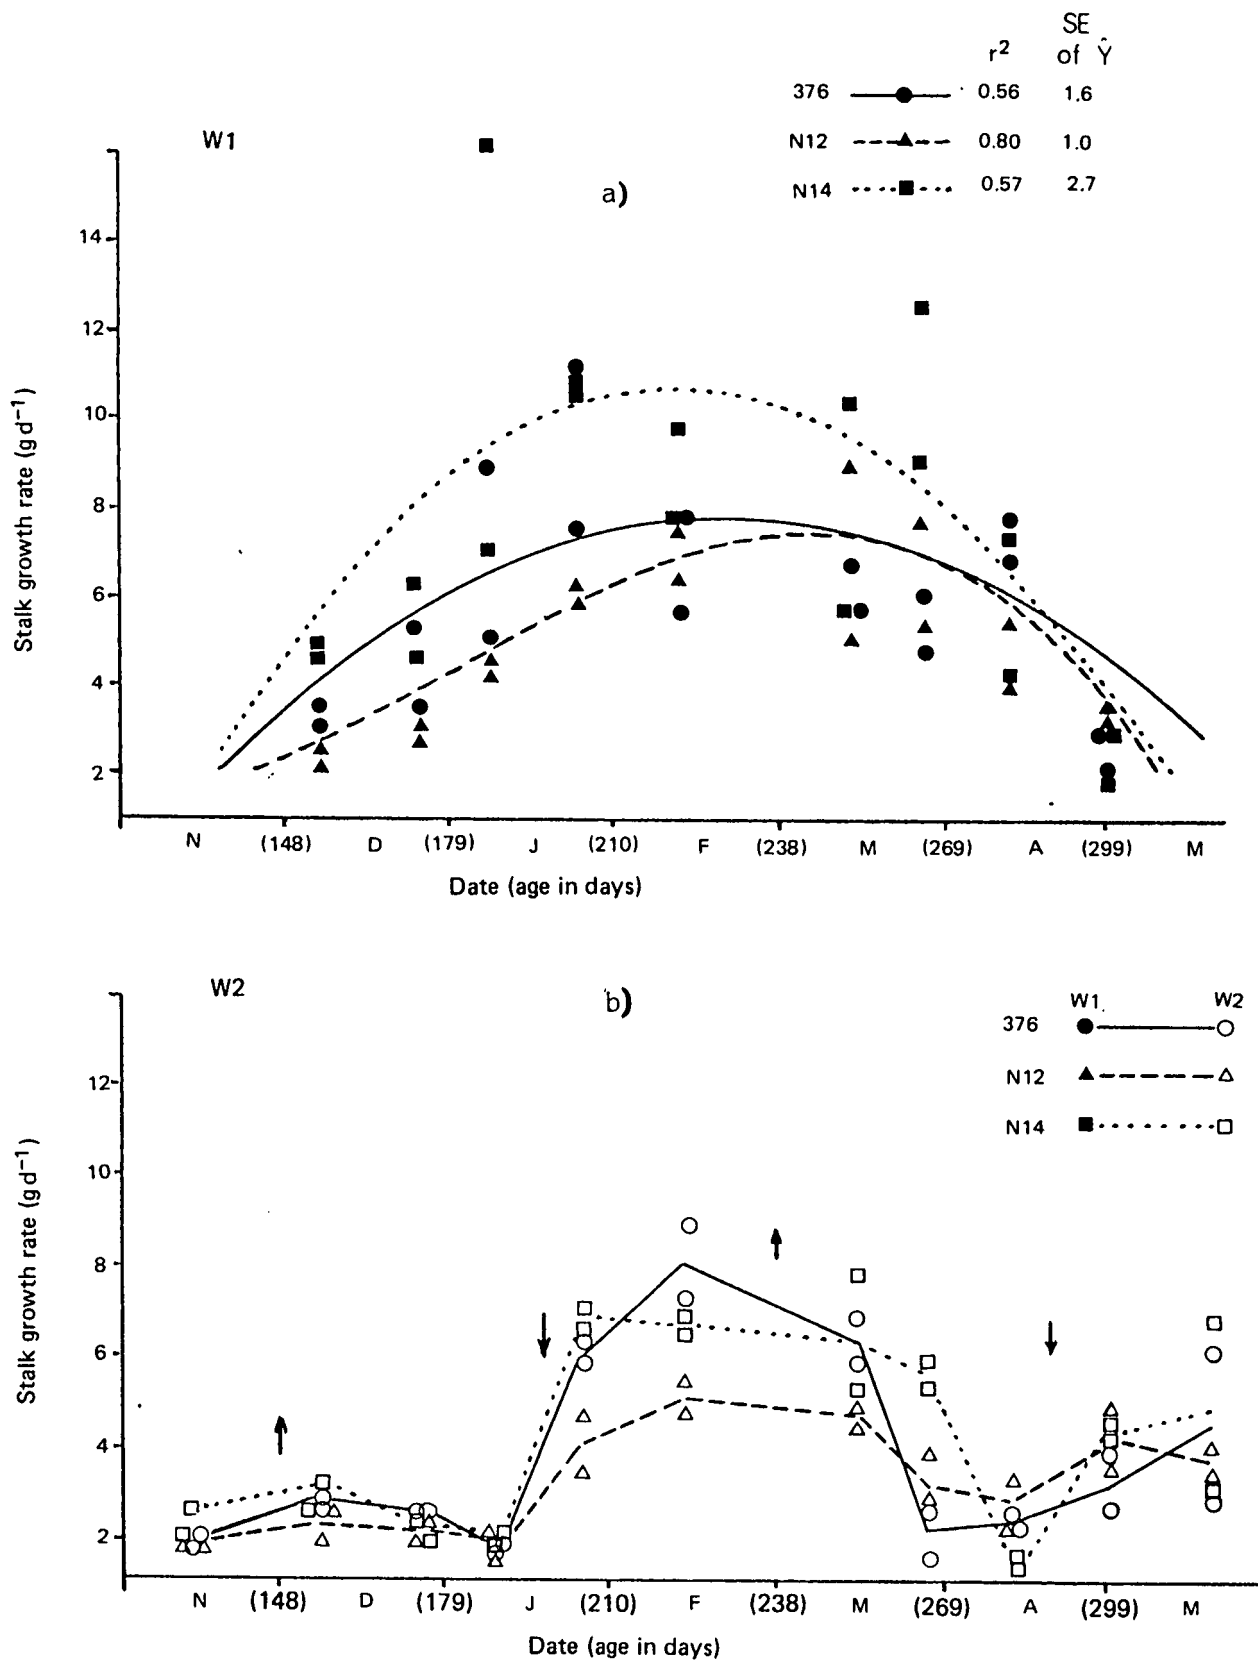 SE
r² of Ŷ
376 0.56 1.6
W1
N12 0.80 1.0
a)
N14 0.57 2.7
14
12
10
8
6
4
2
Stalk growth rate (g d⁻¹)
N (148) D (179) J (210) F (238) M (269) A (299) M
Date (age in days)
W2
b)
W1 W2
376
N12
N14
12
10
8
6
4
2
Stalk growth rate (g d⁻¹)
N (148) D (179) J (210) F (238) M (269) A (299) M
Date (age in days)